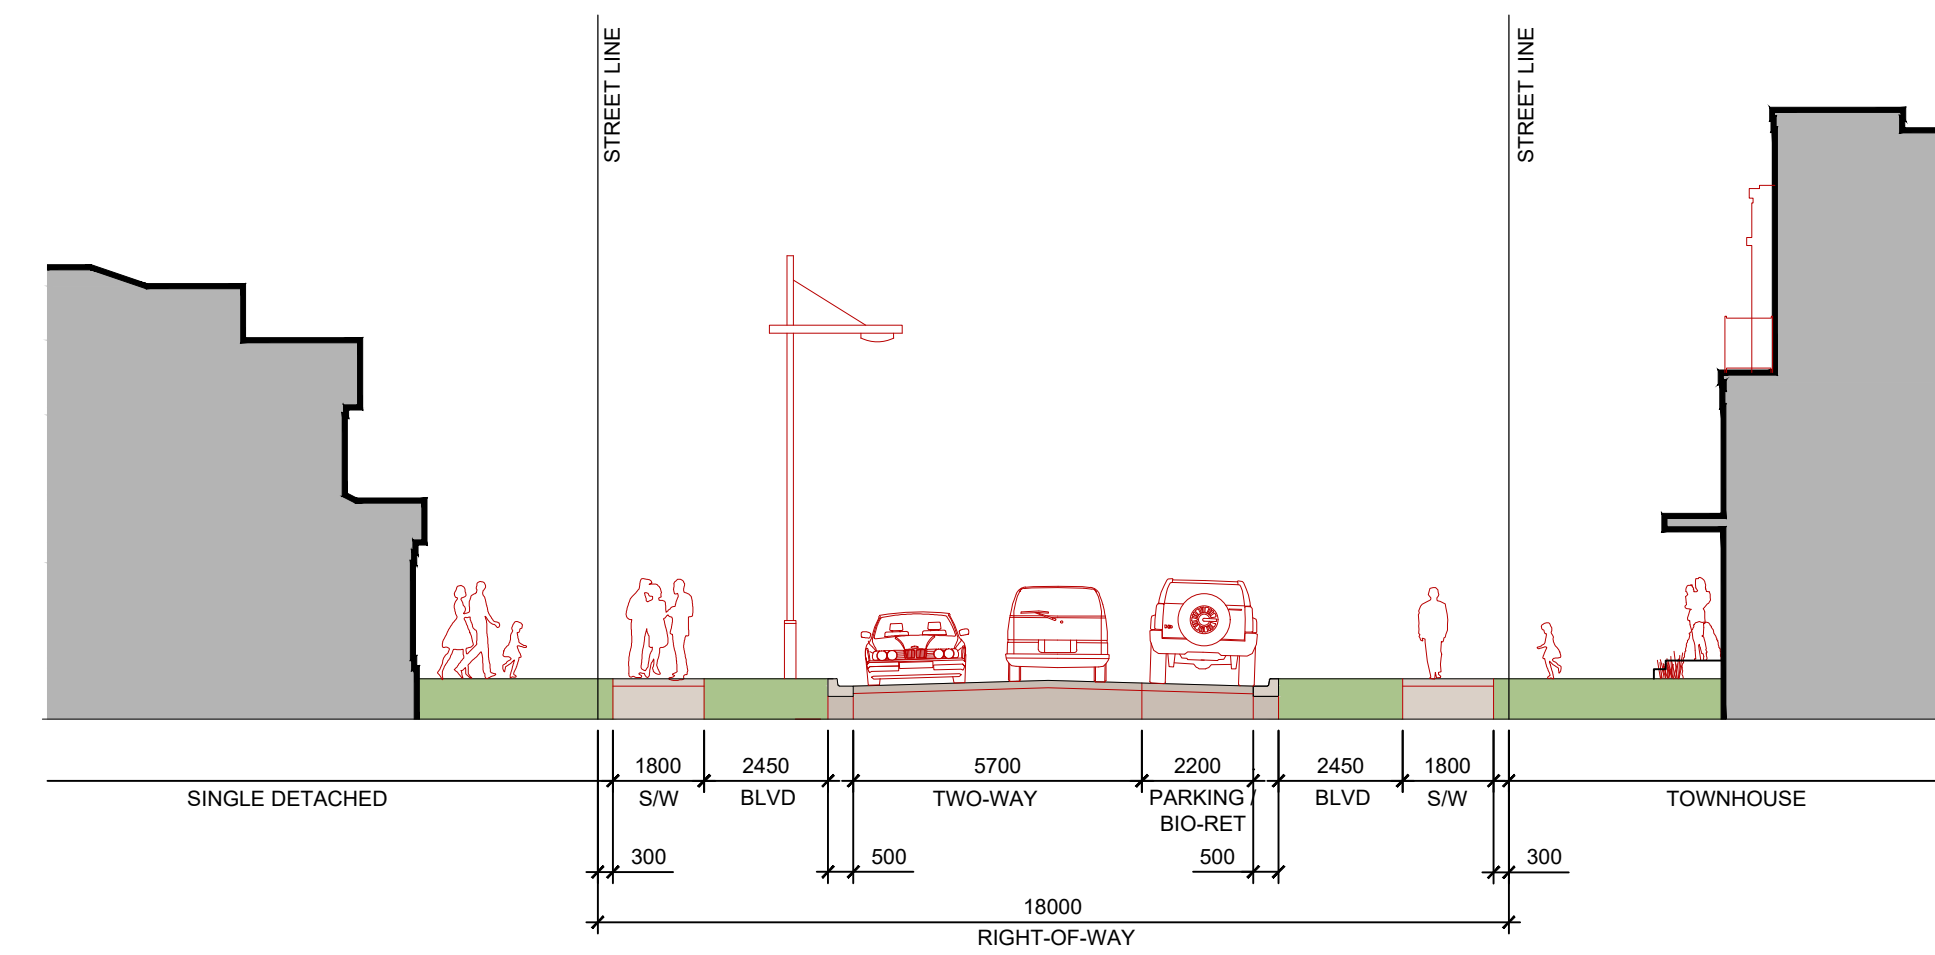 STREET LINE
STREET LINE
1800 2450 5700 2200 2450 1800
SINGLE DETACHED S/W BLVD TWO-WAY PARKING / BLVD S/W TOWNHOUSE
BIO-RET
300 500 500 300
18000
RIGHT-OF-WAY